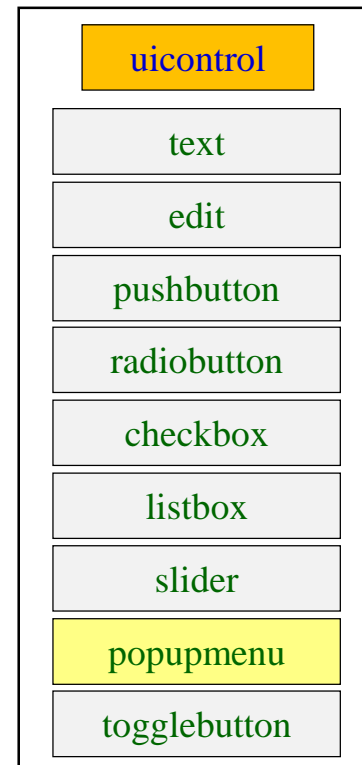 uicontrol
text
edit
pushbutton
radiobutton
checkbox
listbox
slider
popupmenu
togglebutton